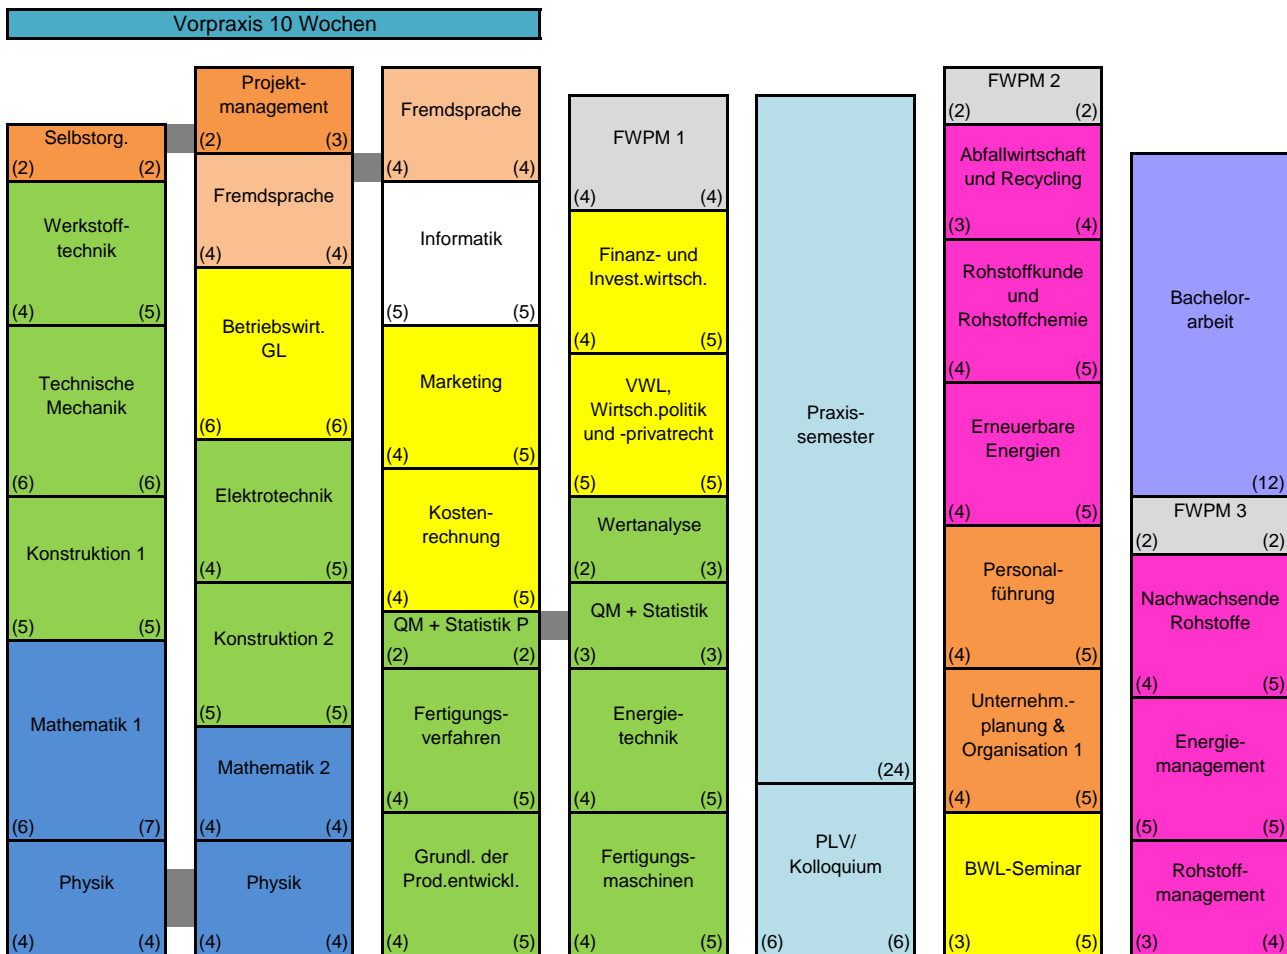 Vorpraxis 10 Wochen
Selbstorg.
(2) (2)
Werkstoff-
technik
(4) (5)
Technische
Mechanik
(6) (6)
Konstruktion 1
(5) (5)
Mathematik 1
(6) (7)
Physik
(4) (4)
Projekt-
management
(2) (3)
Fremdsprache
(4) (4)
Betriebswirt.
GL
(6) (6)
Elektrotechnik
(4) (5)
Konstruktion 2
(5) (5)
Mathematik 2
(4) (4)
Physik
(4) (4)
Fremdsprache
(4) (4)
Informatik
(5) (5)
Marketing
(4) (5)
Kosten-
rechnung
(4) (5)
QM + Statistik P
(2) (2)
Fertigungs-
verfahren
(4) (5)
Grundl. der
Prod.entwickl.
(4) (5)
FWPM 1
(4) (4)
Finanz- und
Invest.wirtsch.
(4) (5)
VWL,
Wirtsch.politik
und -privatrecht
(5) (5)
Wertanalyse
(2) (3)
QM + Statistik
(3) (3)
Energie-
technik
(4) (5)
Fertigungs-
maschinen
(4) (5)
Praxis-
semester
(24)
PLV/
Kolloquium
(6) (6)
FWPM 2
(2) (2)
Abfallwirtschaft
und Recycling
(3) (4)
Rohstoffkunde
und
Rohstoffchemie
(4) (5)
Erneuerbare
Energien
(4) (5)
Personal-
führung
(4) (5)
Unternehm.-
planung &
Organisation 1
(4) (5)
BWL-Seminar
(3) (5)
Bachelor-
arbeit
(12)
FWPM 3
(2) (2)
Nachwachsende
Rohstoffe
(4) (5)
Energie-
management
(5) (5)
Rohstoff-
management
(3) (4)